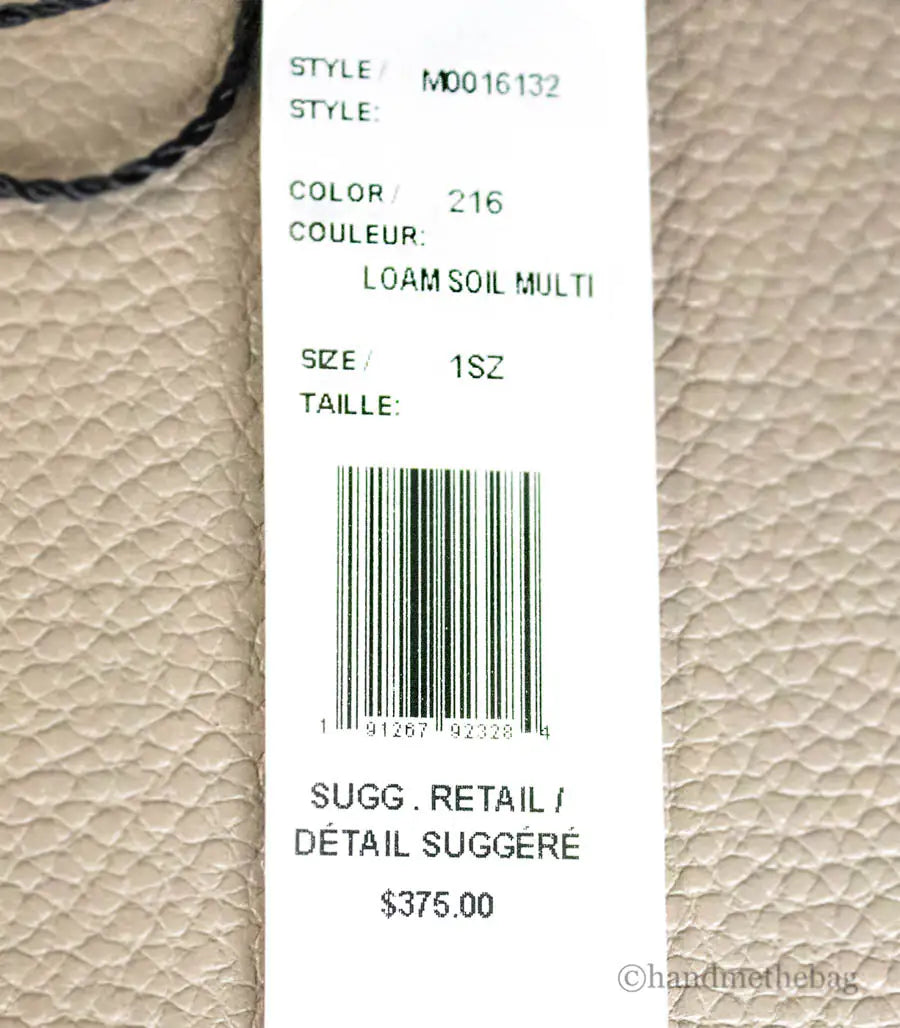 STYLE / M0016132
STYLE:
COLOR / 216
COULEUR:
LOAM SOIL MULTI
SIZE / 1SZ
TAILLE:
1 91267 92328 4
SUGG. RETAIL /
DÉTAIL SUGGÉRÉ
$375.00
©handmethebag